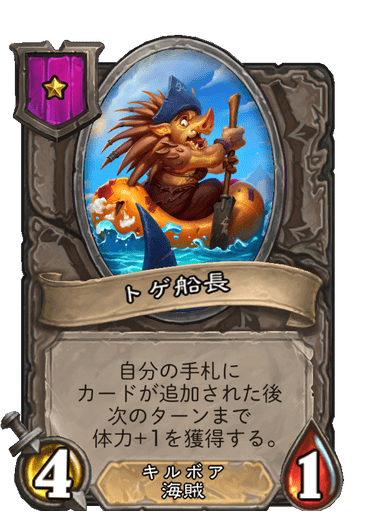 トゲ船長
自分の手札に
カードが追加された後
次のターンまで
体力+1を獲得する。
キルボア
海賊
4
1